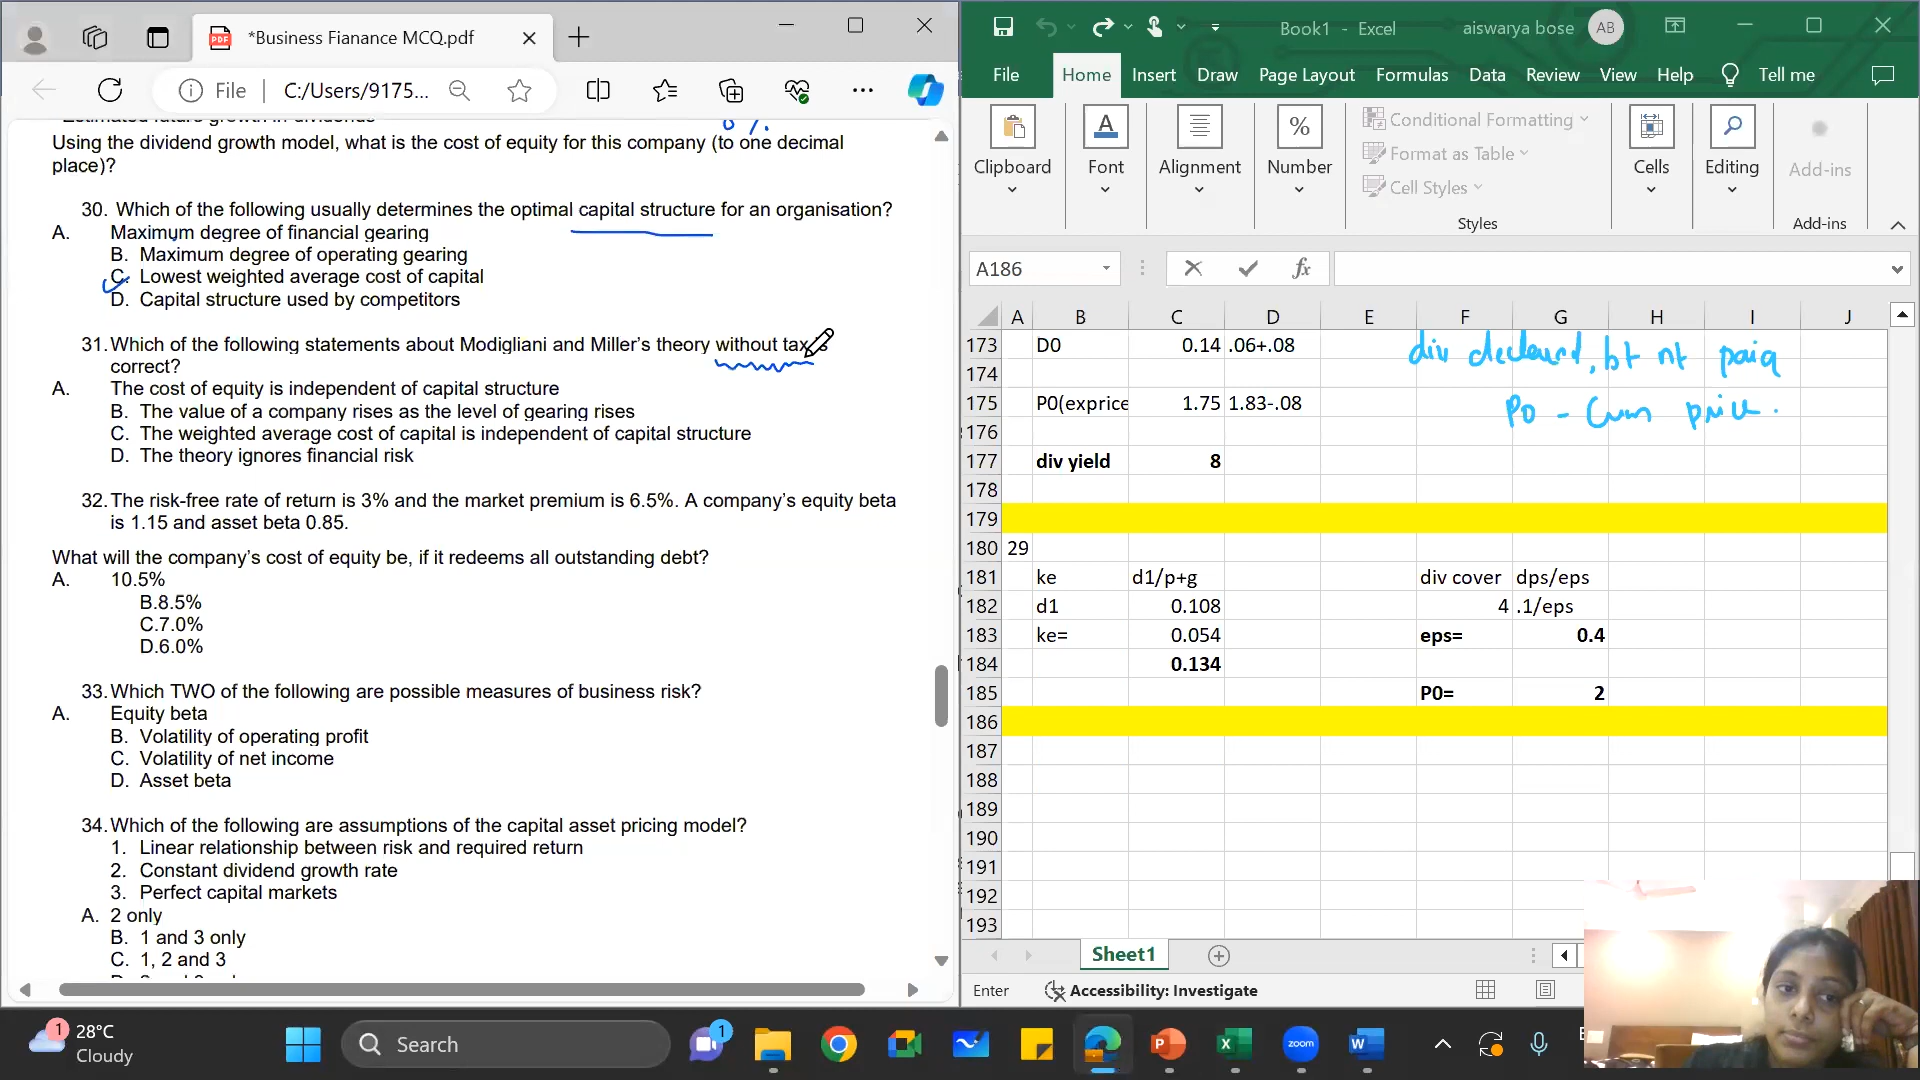 *Business Fianance MCQ.pdf
File
C:/Users/9175...
Using the dividend growth model, what is the cost of equity for this company (to one decimal
place)?
30. Which of the following usually determines the optimal capital structure for an organisation?
A. Maximum degree of financial gearing
B. Maximum degree of operating gearing
C. Lowest weighted average cost of capital
D. Capital structure used by competitors
31. Which of the following statements about Modigliani and Miller's theory without tax is
correct?
A. The cost of equity is independent of capital structure
B. The value of a company rises as the level of gearing rises
C. The weighted average cost of capital is independent of capital structure
D. The theory ignores financial risk
32. The risk-free rate of return is 3% and the market premium is 6.5%. A company's equity beta
is 1.15 and asset beta 0.85.
What will the company's cost of equity be, if it redeems all outstanding debt?
A. 10.5%
B.8.5%
C.7.0%
D.6.0%
33. Which TWO of the following are possible measures of business risk?
A. Equity beta
B. Volatility of operating profit
C. Volatility of net income
D. Asset beta
34. Which of the following are assumptions of the capital asset pricing model?
1. Linear relationship between risk and required return
2. Constant dividend growth rate
3. Perfect capital markets
A. 2 only
B. 1 and 3 only
C. 1, 2 and 3
Book1 - Excel
aiswarya bose
AB
File Home Insert Draw Page Layout Formulas Data Review View Help Tell me
Clipboard
Font
Alignment
Number
Conditional Formatting
Format as Table
Cell Styles
Styles
Cells
Editing
Add-ins
Add-ins
A186
fx
A B C D E F G H I J
173 D0 0.14 .06+.08 div declared, bt nt paid
174
175 P0(exprice 1.75 1.83-.08 P0 - Cum price.
176
177 div yield 8
178
179
180 29
181 ke d1/p+g div cover dps/eps
182 d1 0.108 4 .1/eps
183 ke= 0.054 eps= 0.4
184 0.134
185 P0= 2
186
187
188
189
190
191
192
193
Sheet1
Enter
Accessibility: Investigate
1
28°C
Cloudy
Search
1
zoom